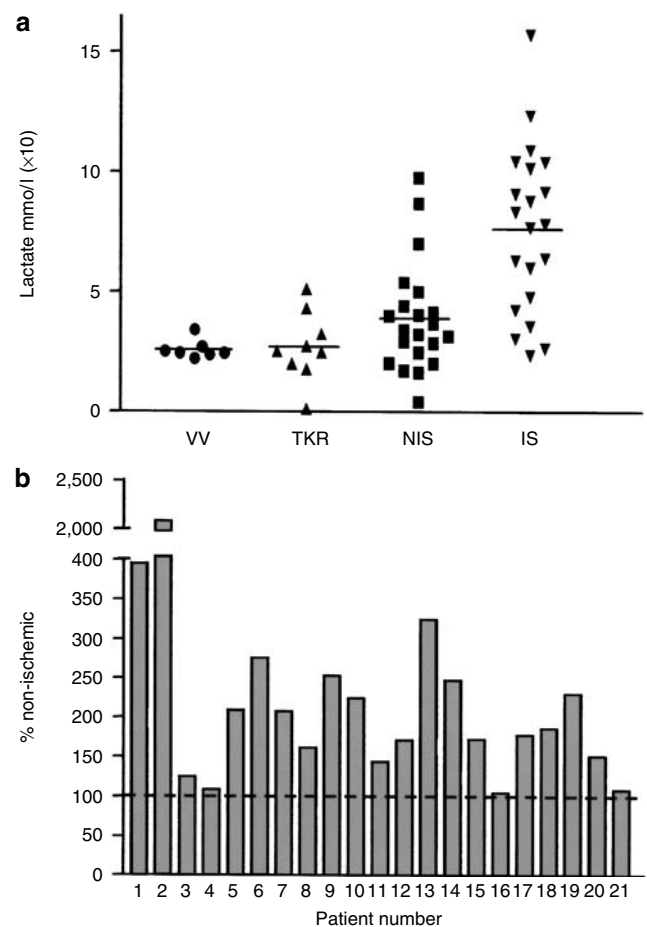 a
Lactate mmo/l (×10)
15
10
5
0
VV TKR NIS IS
b
% non-ischemic
2,500
2,000
400
350
300
250
200
150
100
50
0
1 2 3 4 5 6 7 8 9 10 11 12 13 14 15 16 17 18 19 20 21
Patient number